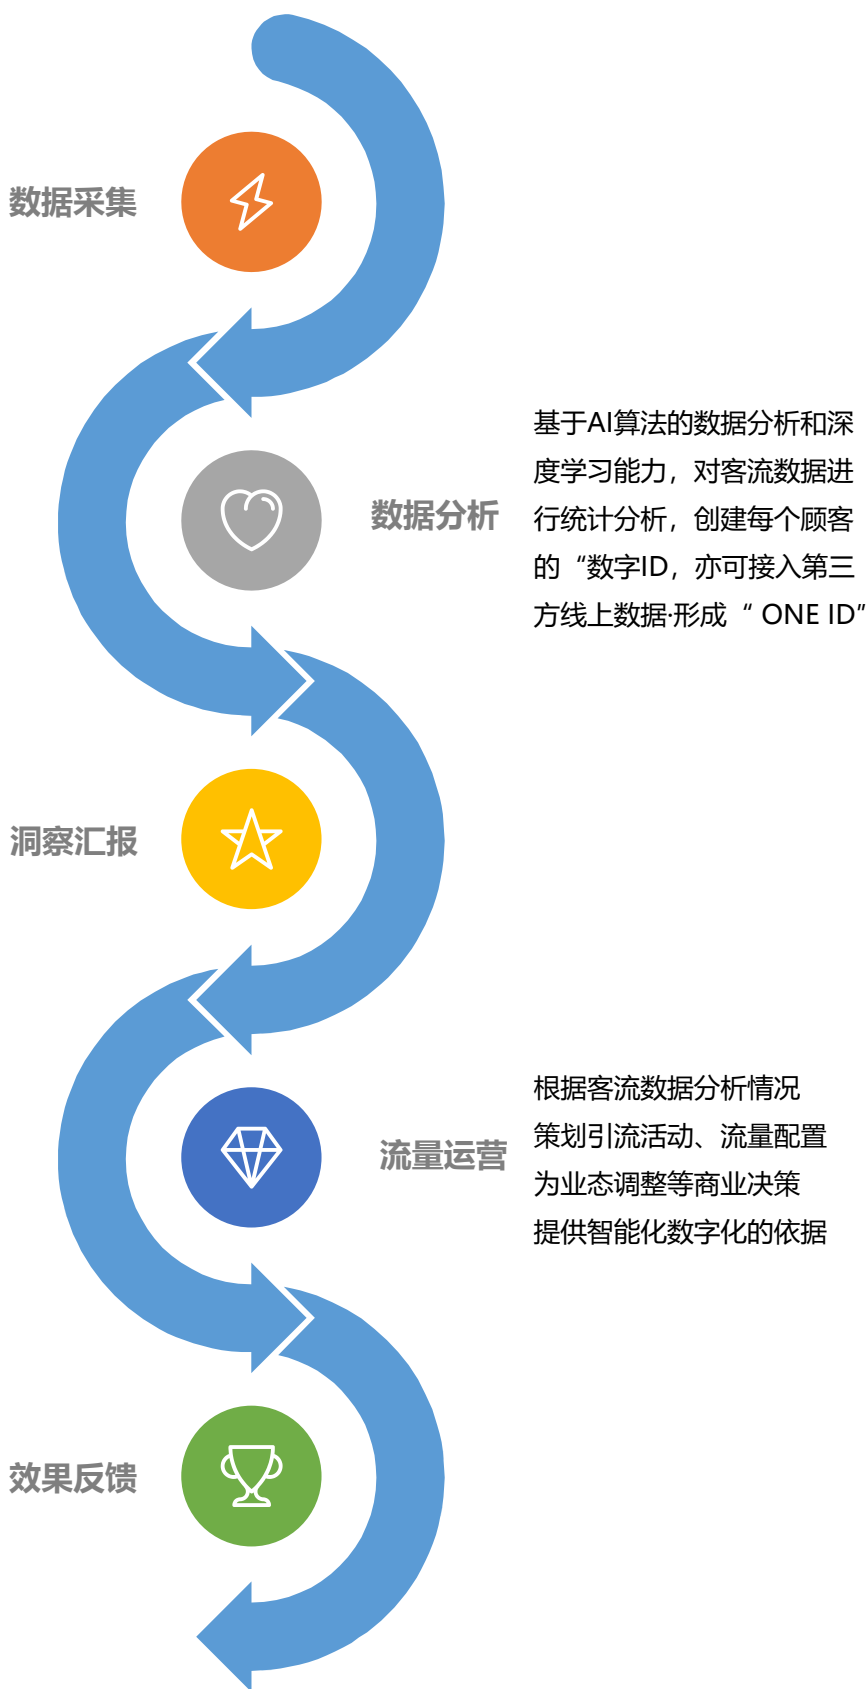 数据采集
数据分析
基于AI算法的数据分析和深
度学习能力，对客流数据进
行统计分析，创建每个顾客
的“数字ID，亦可接入第三
方线上数据·形成“ ONE ID”
洞察汇报
流量运营
根据客流数据分析情况
策划引流活动、流量配置
为业态调整等商业决策
提供智能化数字化的依据
效果反馈